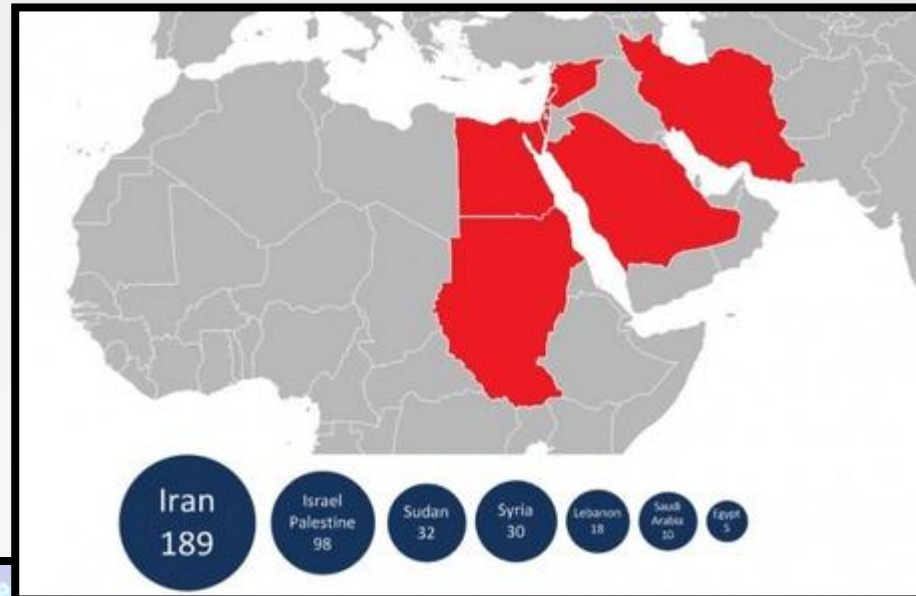 Iran
189
Israel
Palestine
98
Sudan
32
Syria
30
Lebanon
18
Saudi
Arabia
10
Egypt
5